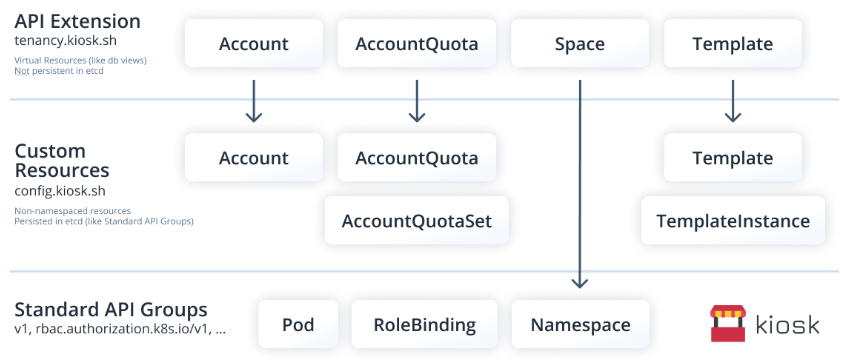 API Extension
tenancy.kiosk.sh
Virtual Resources (like db views)
Not persistent in etcd
Account
AccountQuota
Space
Template
Custom
Resources
config.kiosk.sh
Non-namespaced resources
Persisted in etcd (like Standard API Groups)
Account
AccountQuota
Template
AccountQuotaSet
TemplateInstance
Standard API Groups
v1, rbac.authorization.k8s.io/v1, ...
Pod
RoleBinding
Namespace
kiosk